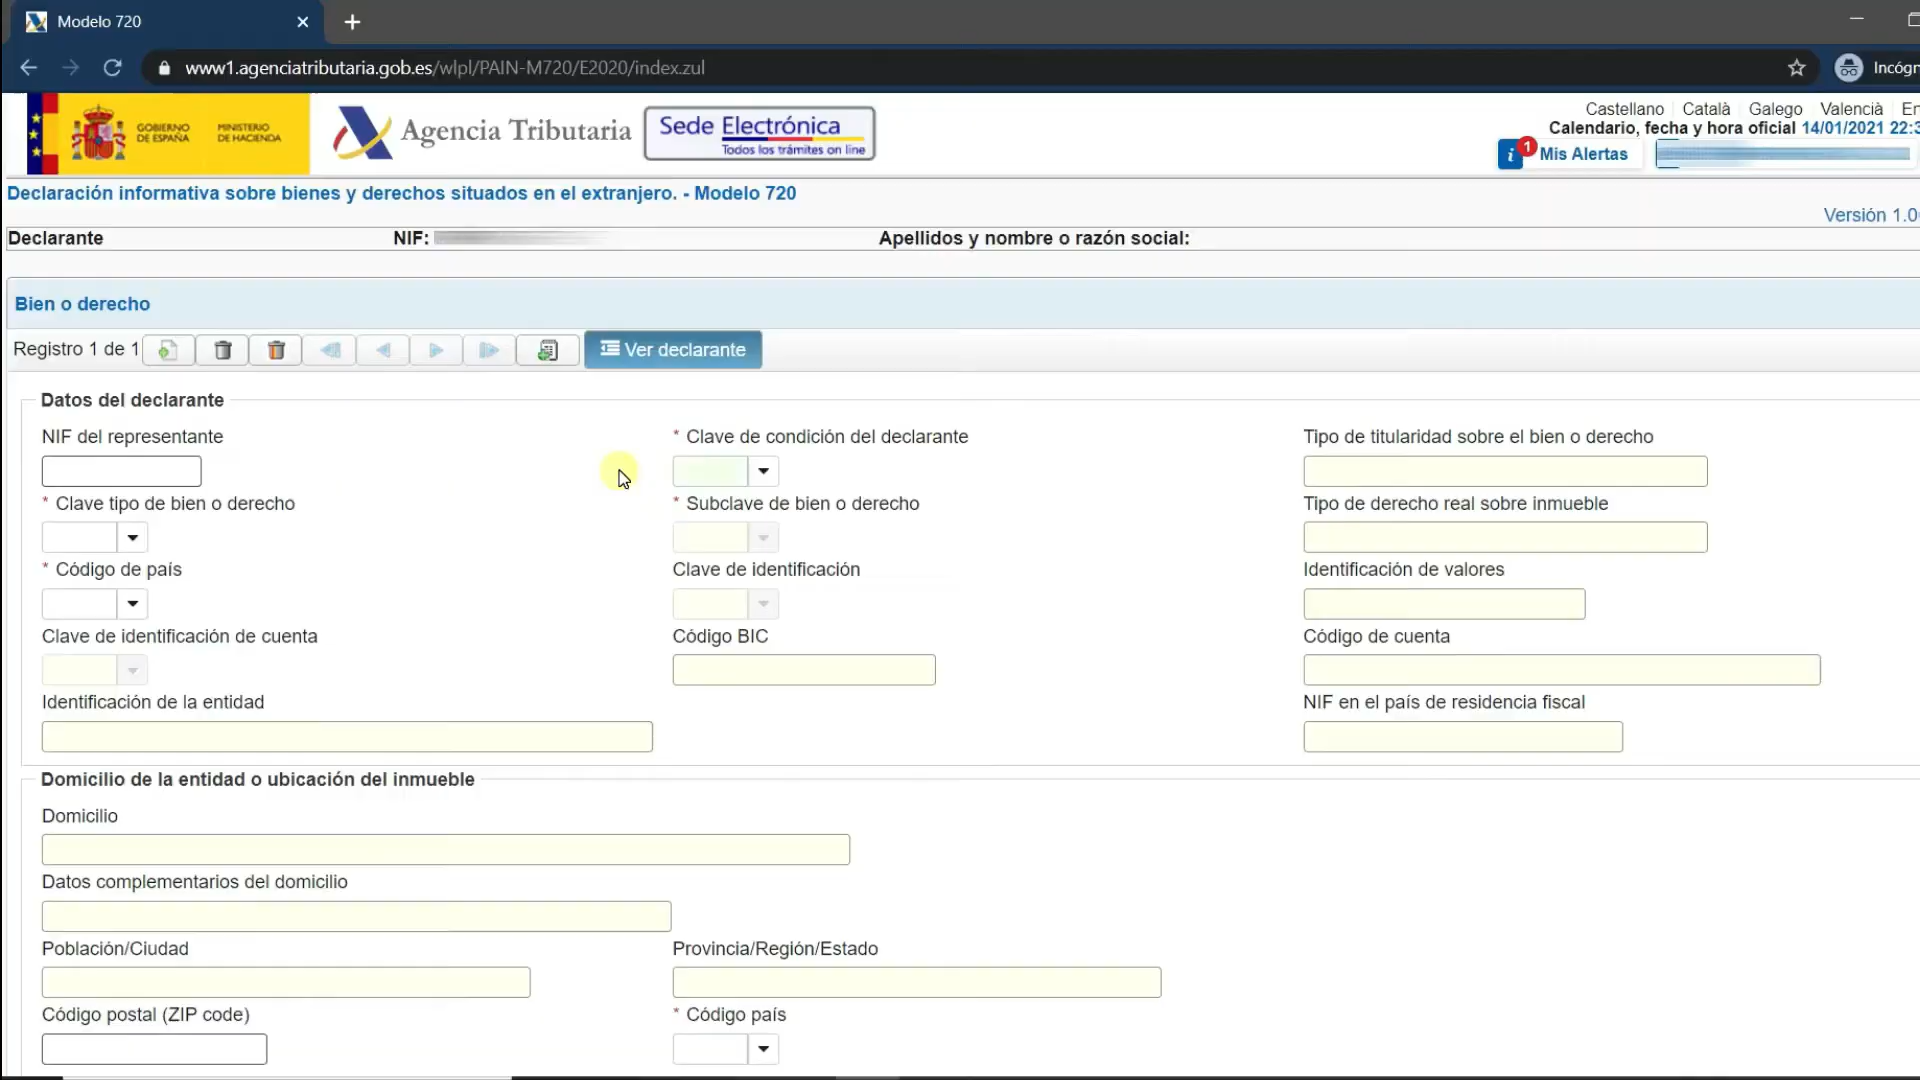 Modelo 720
www1.agenciatributaria.gob.es/wlpl/PAIN-M720/E2020/index.zul
GOBIERNO DE ESPAÑA
MINISTERIO DE HACIENDA
Agencia Tributaria
Sede Electrónica
Todos los trámites on line
Castellano Català Galego Valencià
Calendario, fecha y hora oficial 14/01/2021
i 1 Mis Alertas
Declaración informativa sobre bienes y derechos situados en el extranjero. - Modelo 720
Versión
Declarante NIF: Apellidos y nombre o razón social:
Bien o derecho
Registro 1 de 1 Ver declarante
Datos del declarante
NIF del representante * Clave de condición del declarante Tipo de titularidad sobre el bien o derecho
* Clave tipo de bien o derecho * Subclave de bien o derecho Tipo de derecho real sobre inmueble
* Código de país Clave de identificación Identificación de valores
Clave de identificación de cuenta Código BIC Código de cuenta
Identificación de la entidad NIF en el país de residencia fiscal
Domicilio de la entidad o ubicación del inmueble
Domicilio
Datos complementarios del domicilio
Población/Ciudad Provincia/Región/Estado
Código postal (ZIP code) * Código país